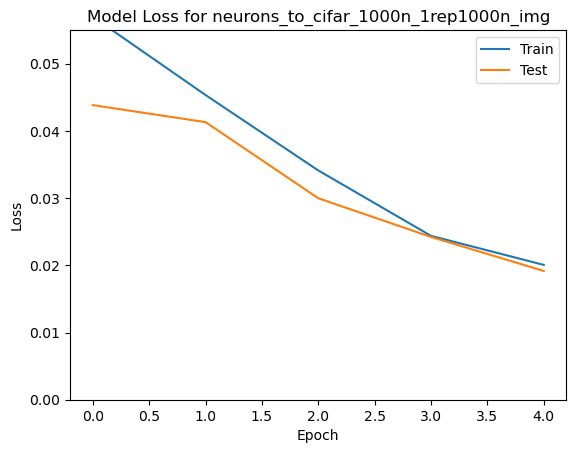 Model Loss for neurons_to_cifar_1000n_1rep1000n_img
Train
Test
Loss
0.05
0.04
0.03
0.02
0.01
0.00
0.0 0.5 1.0 1.5 2.0 2.5 3.0 3.5 4.0
Epoch